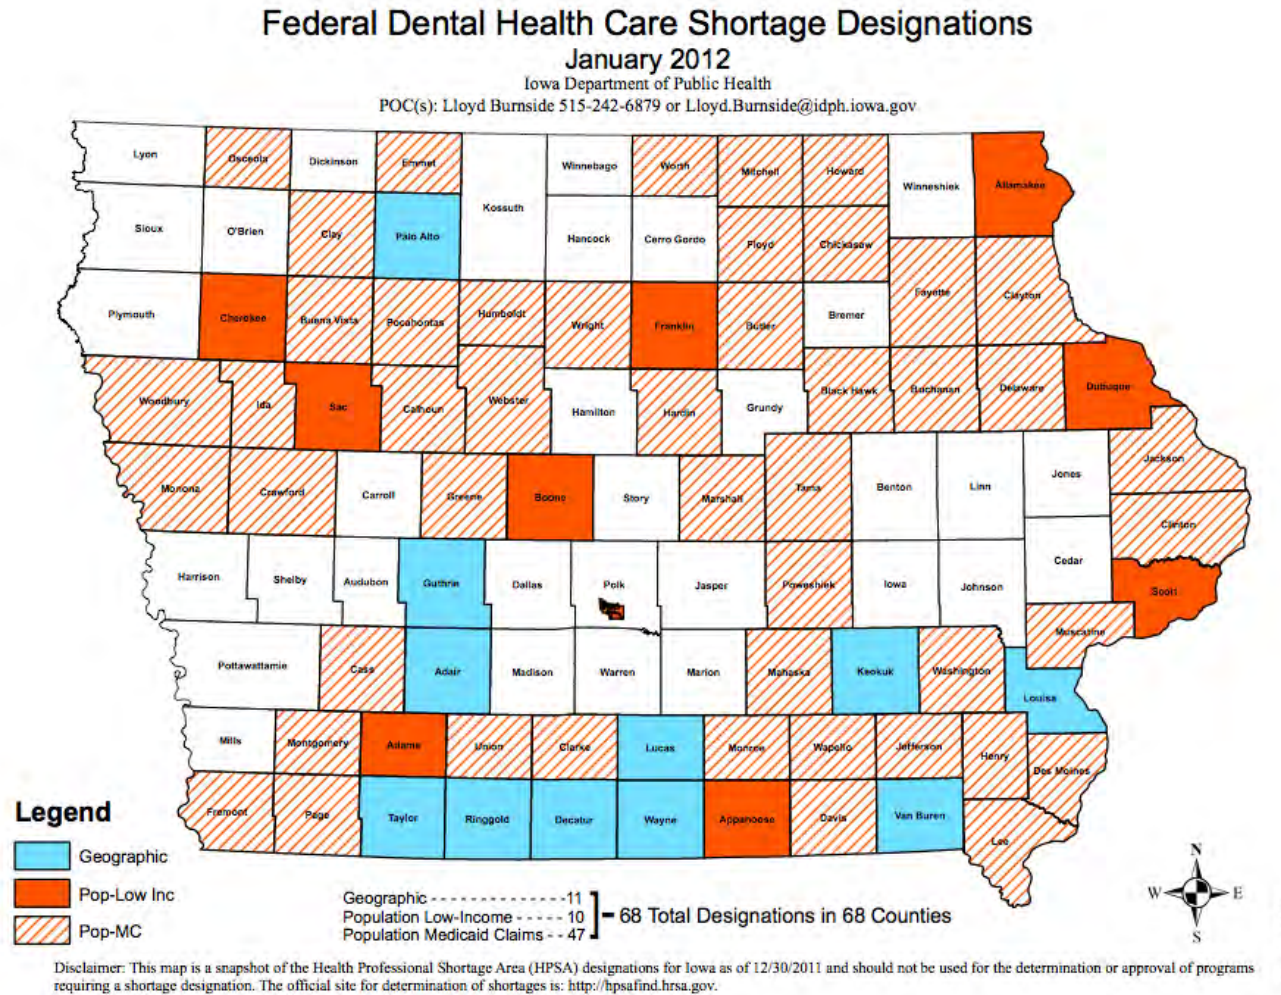 Federal Dental Health Care Shortage Designations
January 2012
Iowa Department of Public Health
POC(s): Lloyd Burnside 515-242-6879 or Lloyd.Burnside@idph.iowa.gov
Lyon Osceola Dickinson Emmet Winnebago Worth Mitchell Howard Winneshiek Allamakee
Kossuth
Sioux O'Brien Clay Palo Alto Hancock Cerro Gordo Floyd Chickasaw
Fayette Clayton
Plymouth Cherokee Buena Vista Pocahontas Humboldt Wright Franklin Butler Bremer
Woodbury Ida Sac Calhoun Webster Hamilton Hardin Grundy Black Hawk Buchanan Delaware Dubuque
Jackson
Monona Crawford Carroll Greene Boone Story Marshall Tama Benton Linn Jones
Clinton
Cedar
Harrison Shelby Audubon Guthrie Dallas Polk Jasper Poweshiek Iowa Johnson Scott
Muscatine
Pottawattamie Cass Adair Madison Warren Marion Mahaska Keokuk Washington
Louisa
Mills Montgomery Adams Union Clarke Lucas Monroe Wapello Jefferson Henry
Des Moines
Fremont Page Taylor Ringgold Decatur Wayne Appanoose Davis Van Buren
Lee
Legend
Geographic
Pop-Low Inc
Pop-MC
Geographic - - - - - - - - - - - - - - 11
Population Low-Income - - - - - 10
Population Medicaid Claims - - 47
– 68 Total Designations in 68 Counties
N
W E
S
Disclaimer: This map is a snapshot of the Health Professional Shortage Area (HPSA) designations for Iowa as of 12/30/2011 and should not be used for the determination or approval of programs
requiring a shortage designation. The official site for determination of shortages is: http://hpsafind.hrsa.gov.